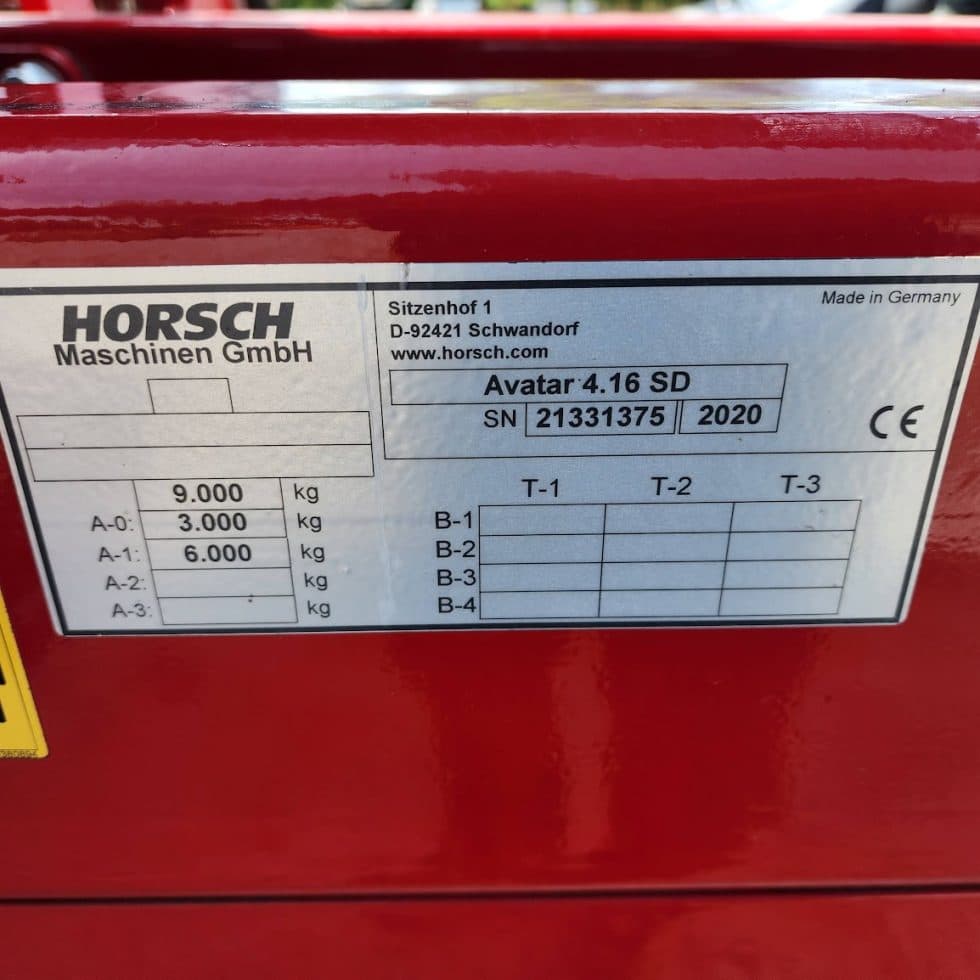 HORSCH
Maschinen GmbH
Sitzenhof 1
D-92421 Schwandorf
www.horsch.com
Made in Germany
Avatar 4.16 SD
SN 21331375 2020
CE
9.000 kg
A-0: 3.000 kg
A-1: 6.000 kg
A-2: kg
A-3: kg
T-1 T-2 T-3
B-1
B-2
B-3
B-4